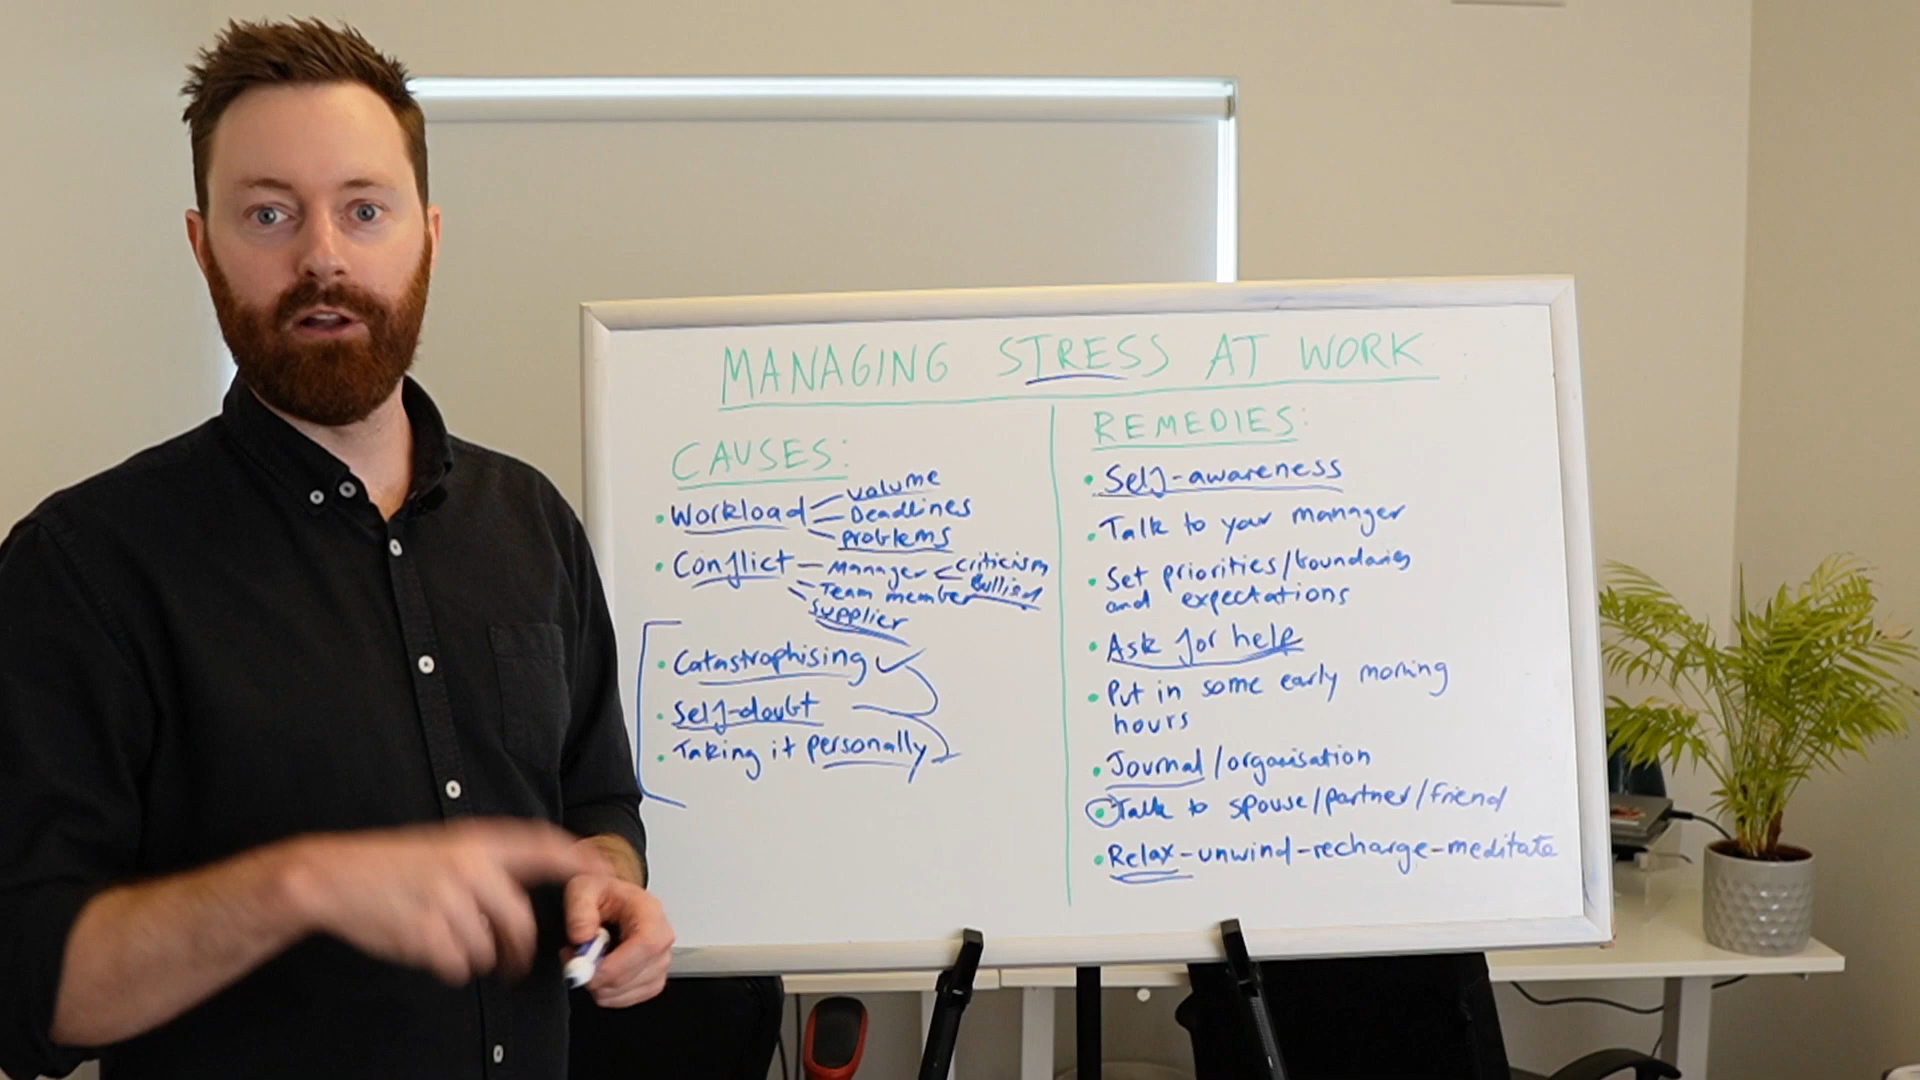 MANAGING STRESS AT WORK
CAUSES:
• Workload
volume
Deadlines
problems
• Conflict
Manager
criticism
Team member
supplier
• Catastrophising ✓
• Self-doubt
• Taking it personally
REMEDIES:
• Self-awareness
• Talk to your manager
• Set priorities/boundaries
and expectations
• Ask for help
• Put in some early morning
hours
• Journal/organisation
• Talk to spouse/partner/friend
• Relax-unwind-recharge-meditate